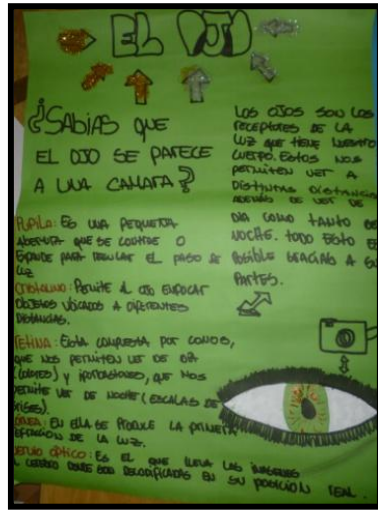 EL OJO
¿SABÍAS QUE
EL OJO SE PARECE
A UNA CAMARA?
LOS OJOS SON LOS
RECEPTORES DE LA
LUZ QUE TIENE NUESTRO
CUERPO. ESTOS NOS
PERMITEN VER A
DISTINTAS DISTANCIAS
ADEMÁS DE VER DE
DIA COMO TANTO DE
NOCHE. TODO ESTO ES
POSIBLE GRACIAS A SUS
PARTES.
PUPILA: ES UNA PEQUEÑA
ABERTURA QUE SE CONTRAE O
EXPANDE PARA REGULAR EL PASO DE
LUZ
CRISTALINO: PERMITE AL OJO ENFOCAR
OBJETOS UBICADOS A DIFERENTES
DISTANCIAS.
RETINA: ESTA COMPUESTA POR CONOS,
QUE NOS PERMITEN VER DE DÍA
(COLORES) Y BASTONES, QUE NOS
PERMITE VER DE NOCHE (ESCALAS DE
GRISES).
CORNEA: EN ELLA SE PRODUCE LA PRIMERA
REFRACCIÓN DE LA LUZ.
NERVIO ÓPTICO: ES EL QUE LLEVA LAS IMAGENES
AL CEREBRO DONDE SON DECODIFICADAS EN SU POSICIÓN REAL.